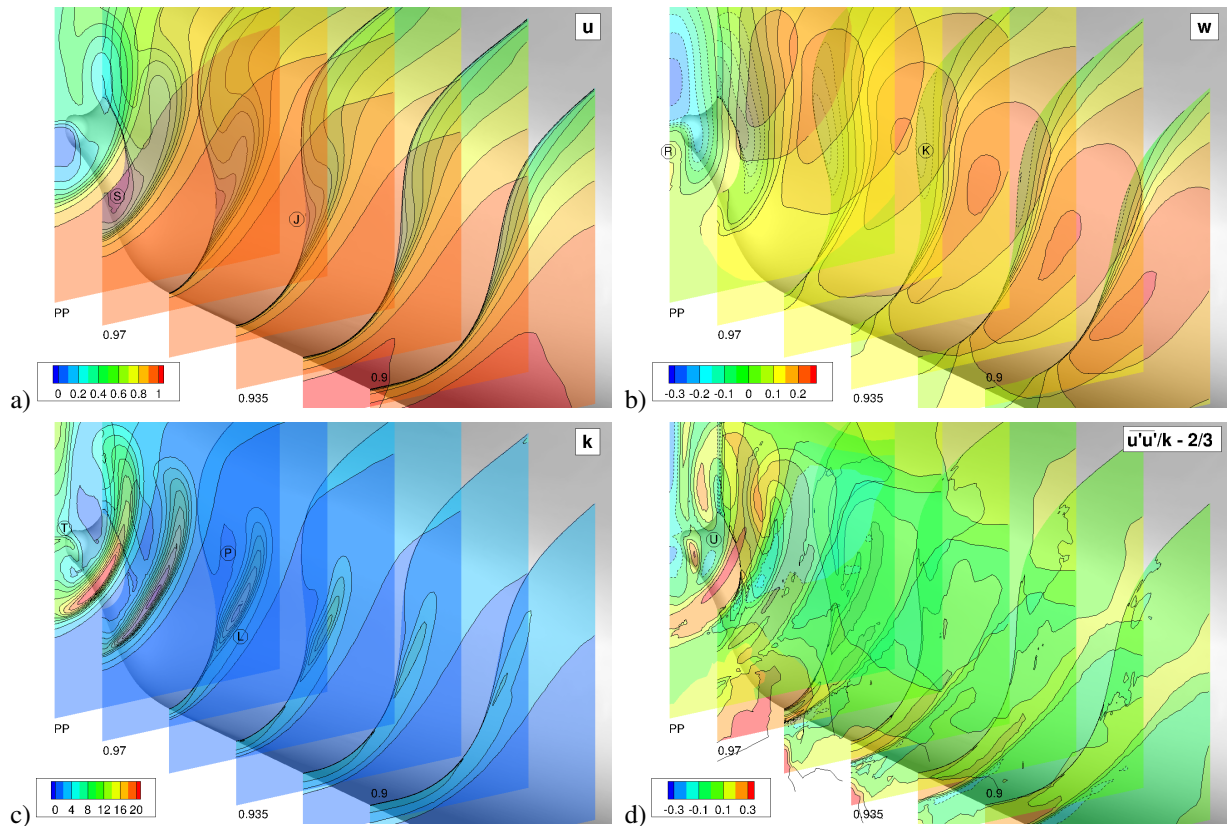 u
S
J
PP
0.97
0.9
0.935
0 0.2 0.4 0.6 0.8 1
a)
w
R
K
PP
0.97
0.9
0.935
-0.3 -0.2 -0.1 0 0.1 0.2
b)
k
T
P
L
PP
0.97
0.9
0.935
0 4 8 12 16 20
c)
u'u'/k - 2/3
U
PP
0.97
0.9
0.935
-0.3 -0.1 0.1 0.3
d)